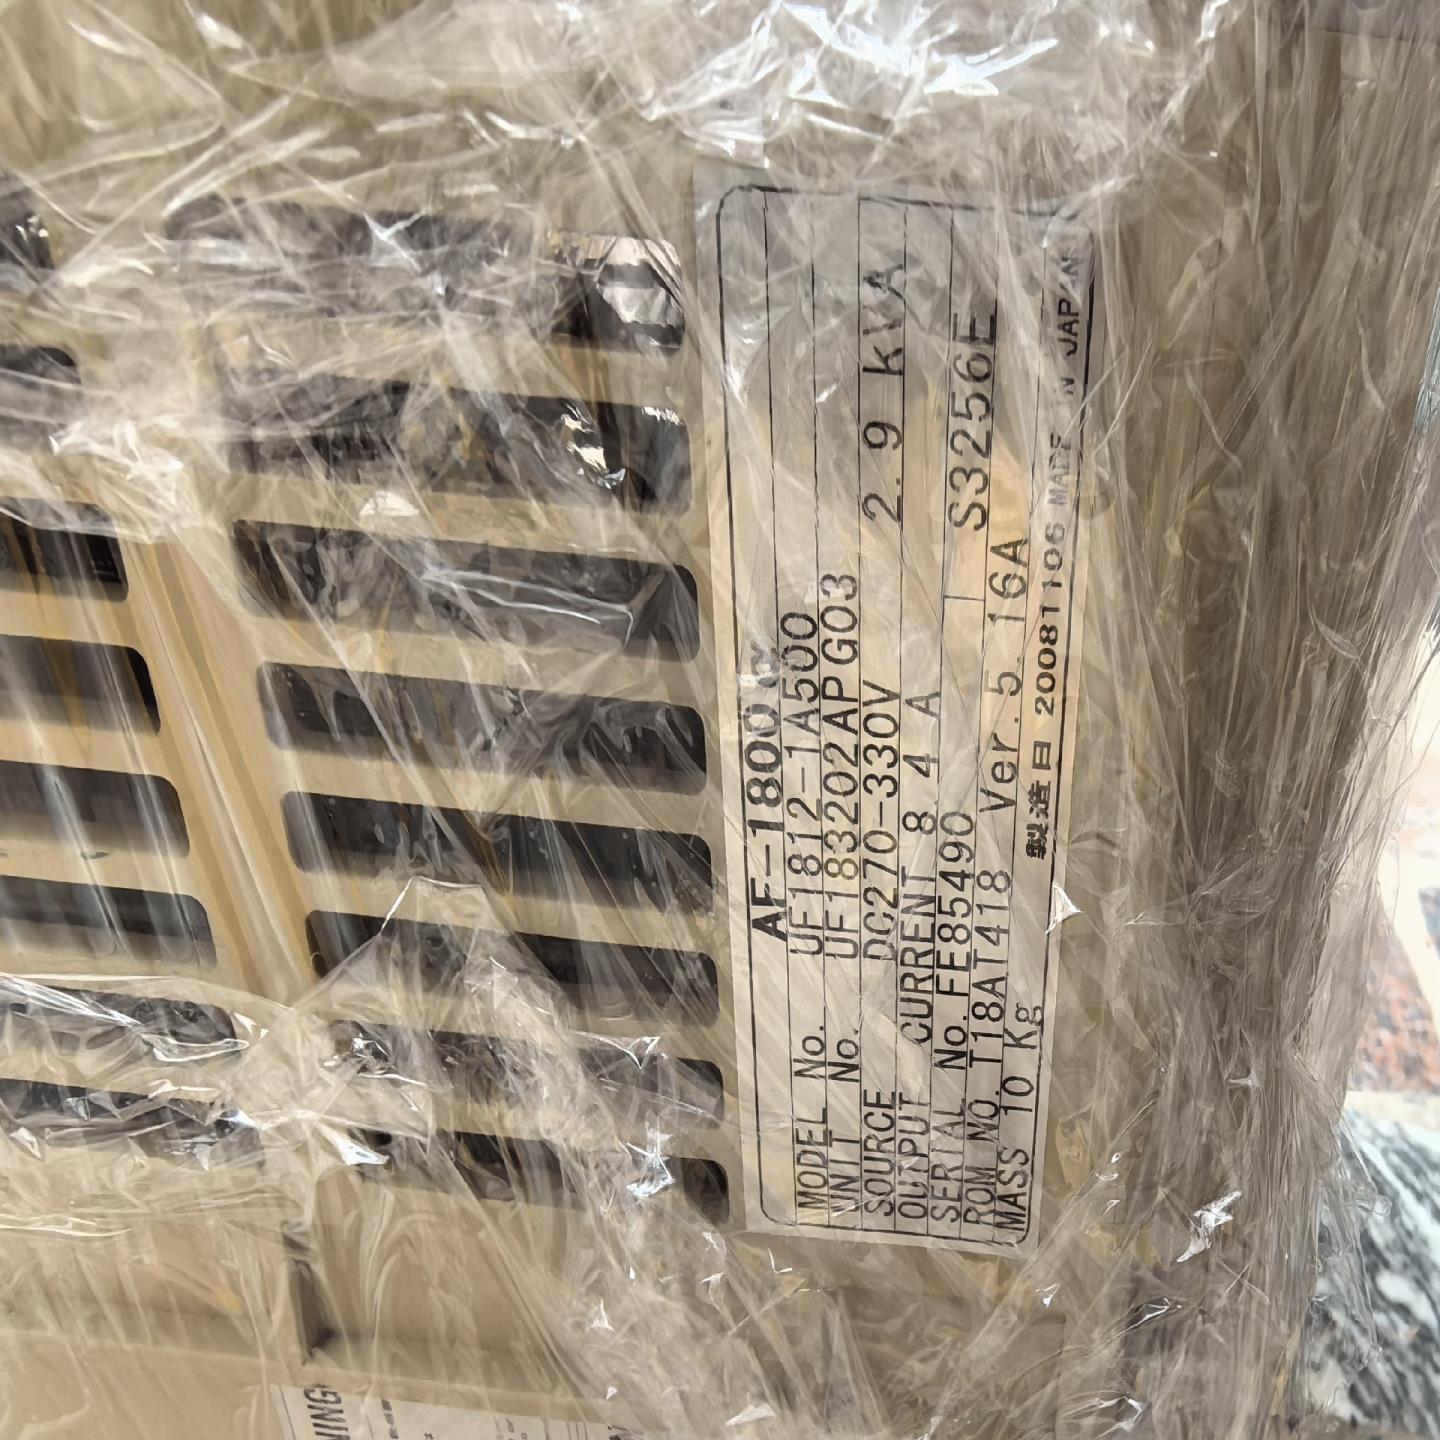 AF-1800α
MODEL No. UF1812-1A500
UNIT No. UF183202APG03
SOURCE DC270-330V 2.9 kVA
OUTPUT CURRENT 8.4 A
SERIAL No. FE85490 S3256E
ROM NO. T18AT418 Ver.5.16A
MASS 10 Kg 製造日 20081106 MADE IN JAPAN